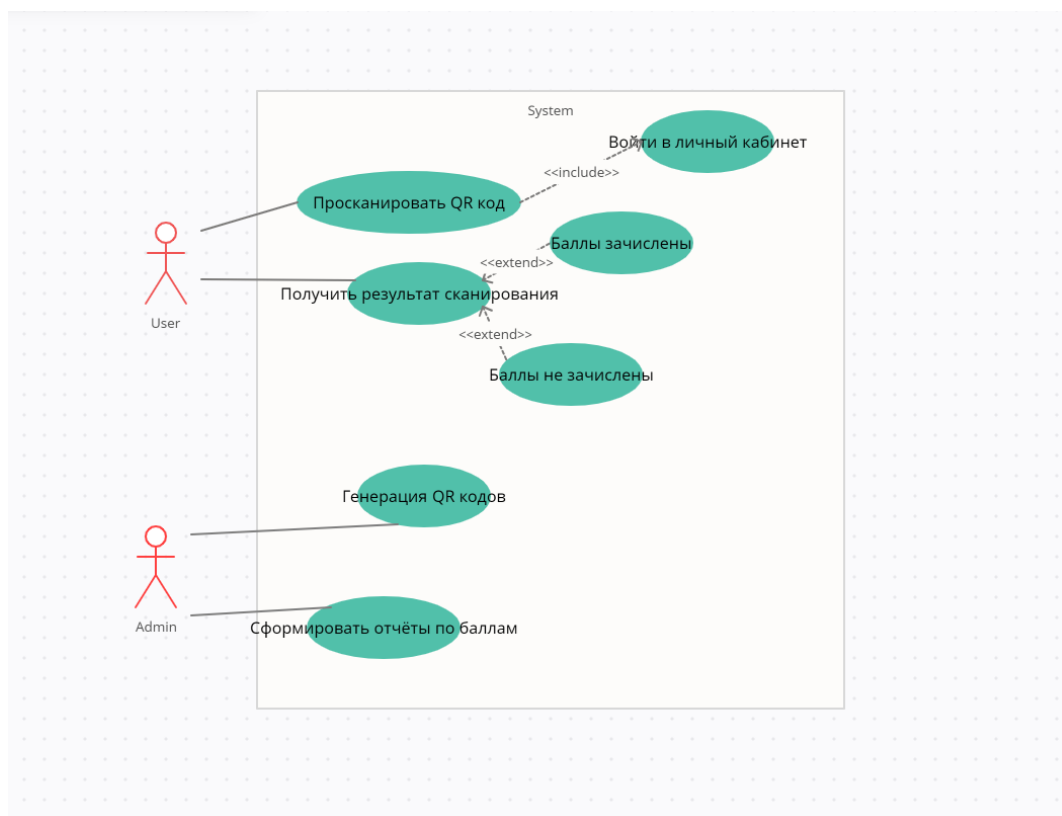 System
Войти в личный кабинет
<<include>>
Просканировать QR код
Баллы зачислены
<<extend>>
Получить результат сканирования
User
<<extend>>
Баллы не зачислены
Генерация QR кодов
Admin
Сформировать отчёты по баллам